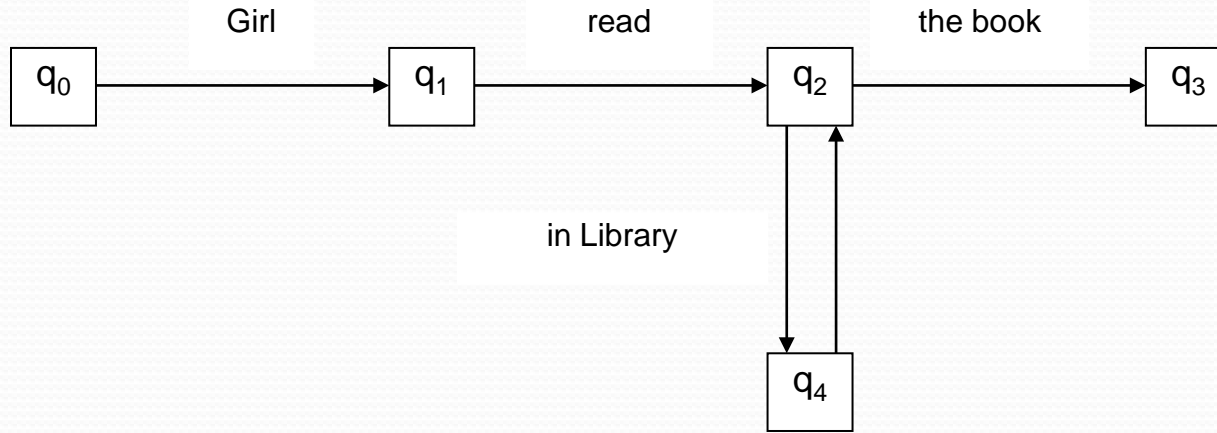 Girl read the book
q₀ q₁ q₂ q₃
in Library
q₄